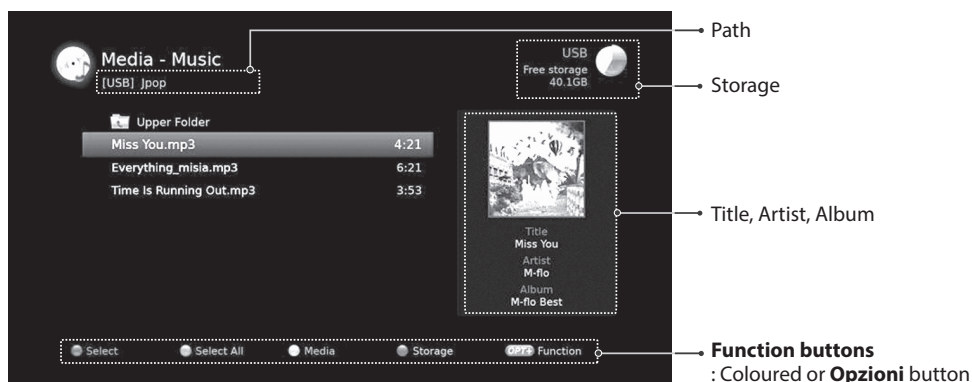 Media - Music
[USB] Jpop
USB
Free storage
40.1GB
Upper Folder
Miss You.mp3 4:21
Everything_misia.mp3 6:21
Time Is Running Out.mp3 3:53
Title
Miss You
Artist
M-flo
Album
M-flo Best
Select Select All Media Storage OPT+ Function
Path
Storage
Title, Artist, Album
Function buttons
: Coloured or Opzioni button